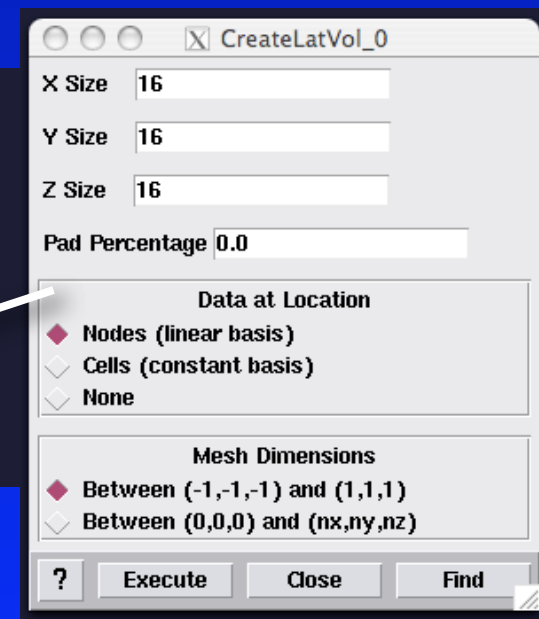 CreateLatVol_0
X Size 16
Y Size 16
Z Size 16
Pad Percentage 0.0
Data at Location
Nodes (linear basis)
Cells (constant basis)
None
Mesh Dimensions
Between (-1,-1,-1) and (1,1,1)
Between (0,0,0) and (nx,ny,nz)
? Execute Close Find